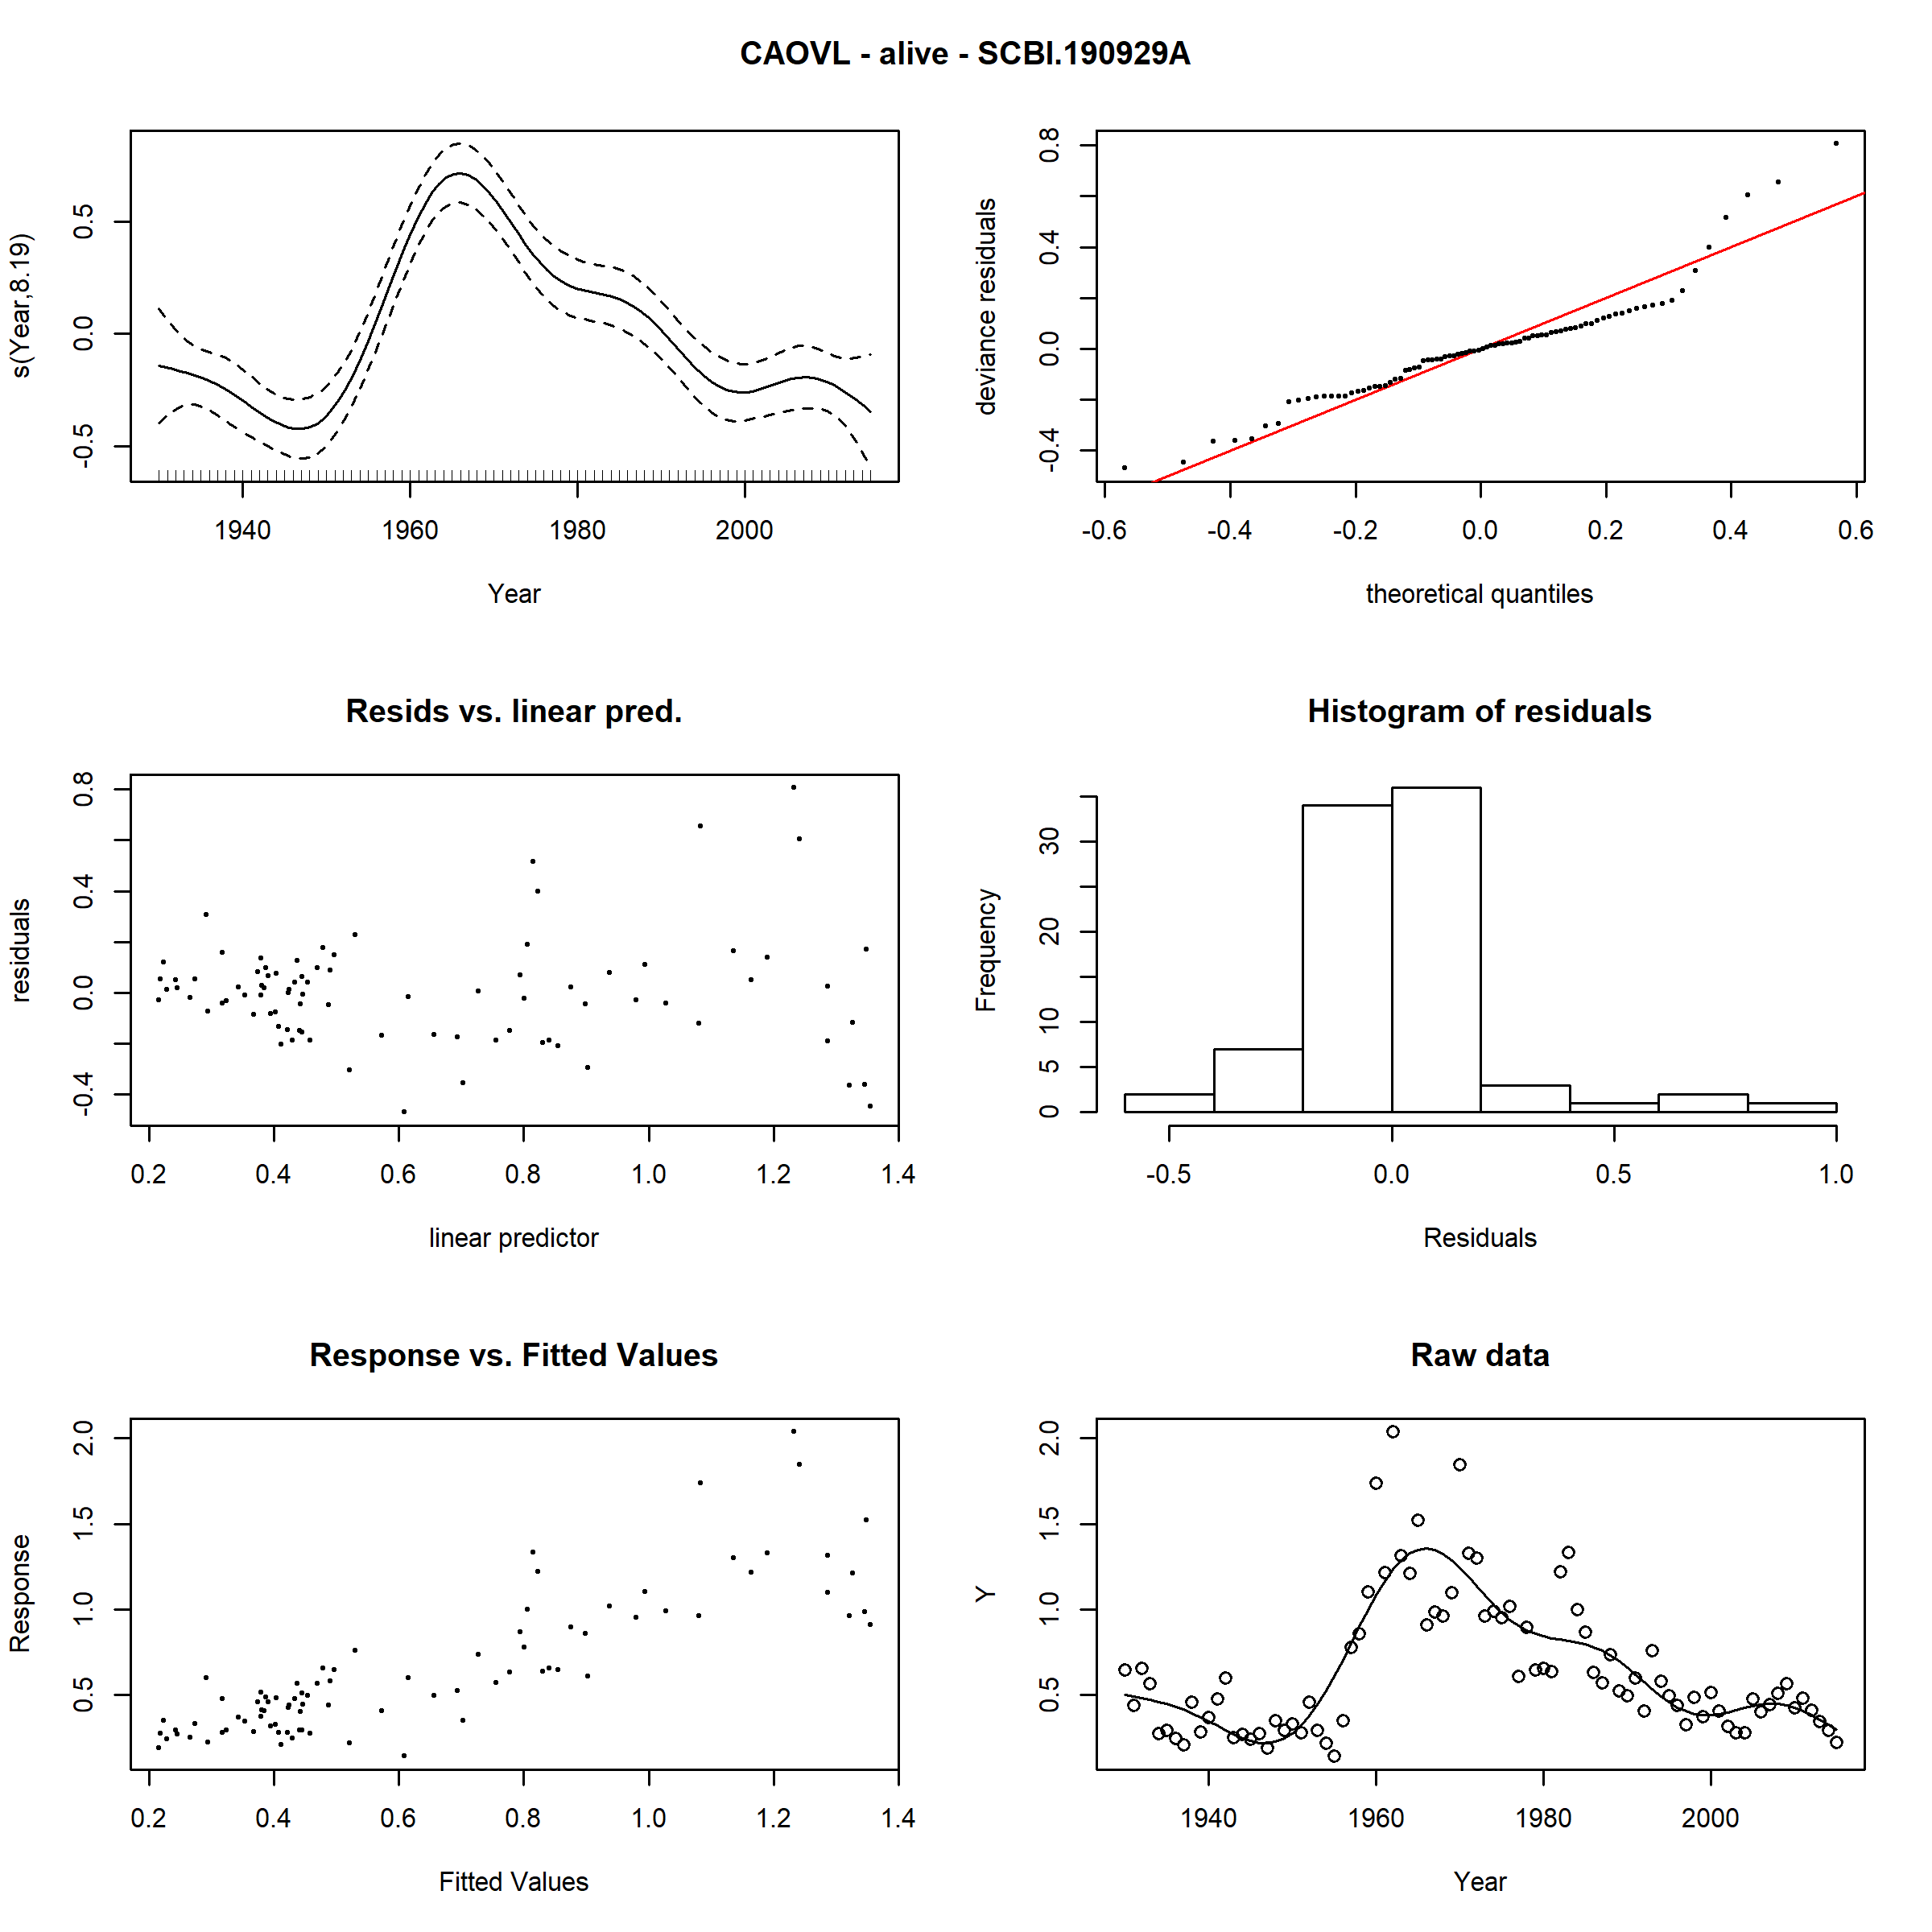 CAOVL - alive - SCBI.190929A
s(Year,8.19)
0.5
0.0
-0.5
1940 1960 1980 2000
Year
deviance residuals
0.8
0.4
0.0
-0.4
-0.6 -0.4 -0.2 0.0 0.2 0.4 0.6
theoretical quantiles
Resids vs. linear pred.
residuals
0.8
0.4
0.0
-0.4
0.2 0.4 0.6 0.8 1.0 1.2 1.4
linear predictor
Histogram of residuals
Frequency
30
20
10
5
0
-0.5 0.0 0.5 1.0
Residuals
Response vs. Fitted Values
Response
2.0
1.5
1.0
0.5
0.2 0.4 0.6 0.8 1.0 1.2 1.4
Fitted Values
Raw data
Y
2.0
1.5
1.0
0.5
1940 1960 1980 2000
Year